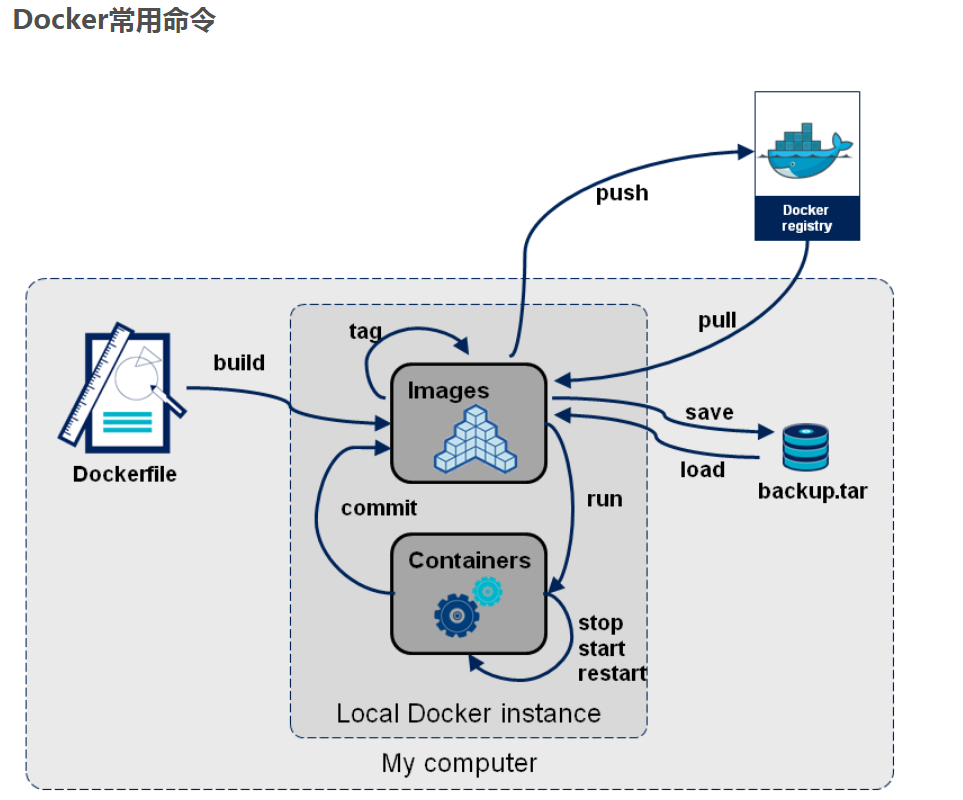 Docker常用命令
Docker
registry
push
pull
tag
build
Images
save
load
Dockerfile
backup.tar
commit
run
Containers
stop
start
restart
Local Docker instance
My computer